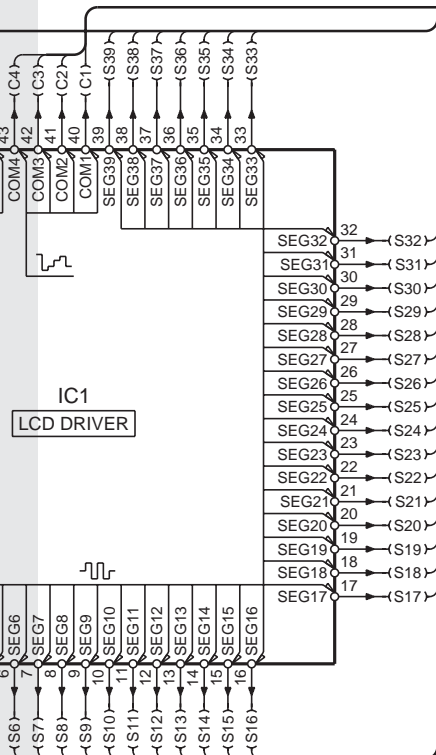 (C4)
(C3)
(C2)
(C1)
(S39)
(S38)
(S37)
(S36)
(S35)
(S34)
(S33)
43
42
41
40
39
38
37
36
35
34
33
COM4
COM3
COM2
COM1
SEG39
SEG38
SEG37
SEG36
SEG35
SEG34
SEG33
SEG32 32 (S32)
SEG31 31 (S31)
SEG30 30 (S30)
SEG29 29 (S29)
SEG28 28 (S28)
SEG27 27 (S27)
SEG26 26 (S26)
SEG25 25 (S25)
SEG24 24 (S24)
SEG23 23 (S23)
SEG22 22 (S22)
SEG21 21 (S21)
SEG20 20 (S20)
SEG19 19 (S19)
SEG18 18 (S18)
SEG17 17 (S17)
IC1
LCD DRIVER
SEG6
SEG7
SEG8
SEG9
SEG10
SEG11
SEG12
SEG13
SEG14
SEG15
SEG16
6
7
8
9
10
11
12
13
14
15
16
(S6)
(S7)
(S8)
(S9)
(S10)
(S11)
(S12)
(S13)
(S14)
(S15)
(S16)